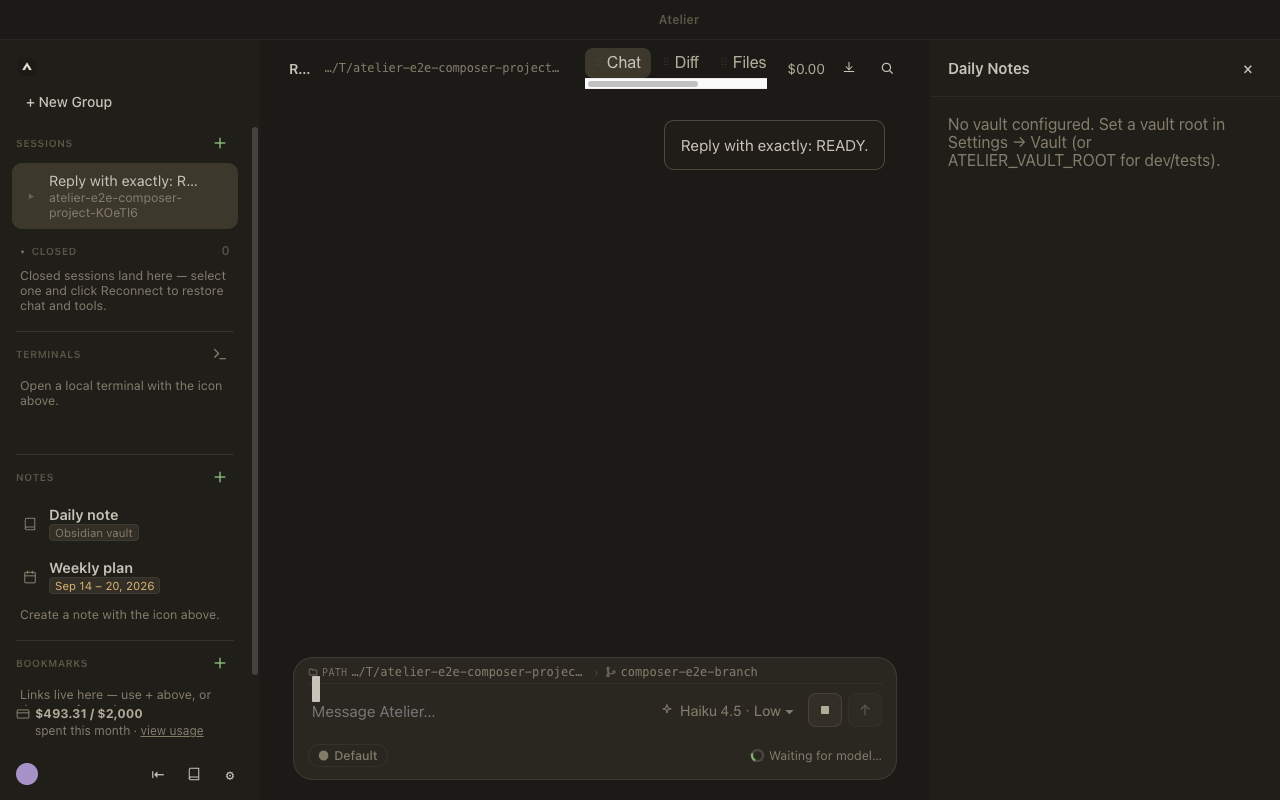 Atelier
+ New Group
SESSIONS
Reply with exactly: R...
atelier-e2e-composer-
project-KOeTI6
CLOSED 0
Closed sessions land here — select
one and click Reconnect to restore
chat and tools.
TERMINALS
Open a local terminal with the icon
above.
NOTES
Daily note
Obsidian vault
Weekly plan
Sep 14 – 20, 2026
Create a note with the icon above.
BOOKMARKS
Links live here — use + above, or
$493.31 / $2,000
spent this month · view usage
R... …/T/atelier-e2e-composer-project…
Chat Diff Files
$0.00
Reply with exactly: READY.
PATH …/T/atelier-e2e-composer-projec… › composer-e2e-branch
Message Atelier...
Haiku 4.5 · Low
Default
Waiting for model…
Daily Notes
No vault configured. Set a vault root in
Settings → Vault (or
ATELIER_VAULT_ROOT for dev/tests).